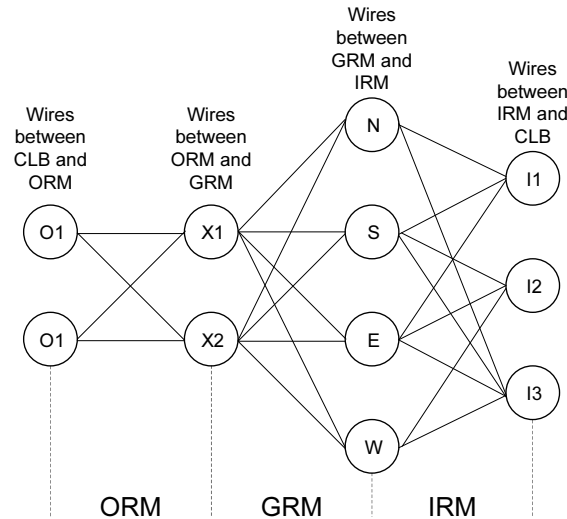 Wires
between
GRM and
IRM
Wires
between
IRM and
CLB
Wires
between
CLB and
ORM
Wires
between
ORM and
GRM
N
I1
O1
X1
S
I2
O1
X2
E
I3
W
ORM
GRM
IRM